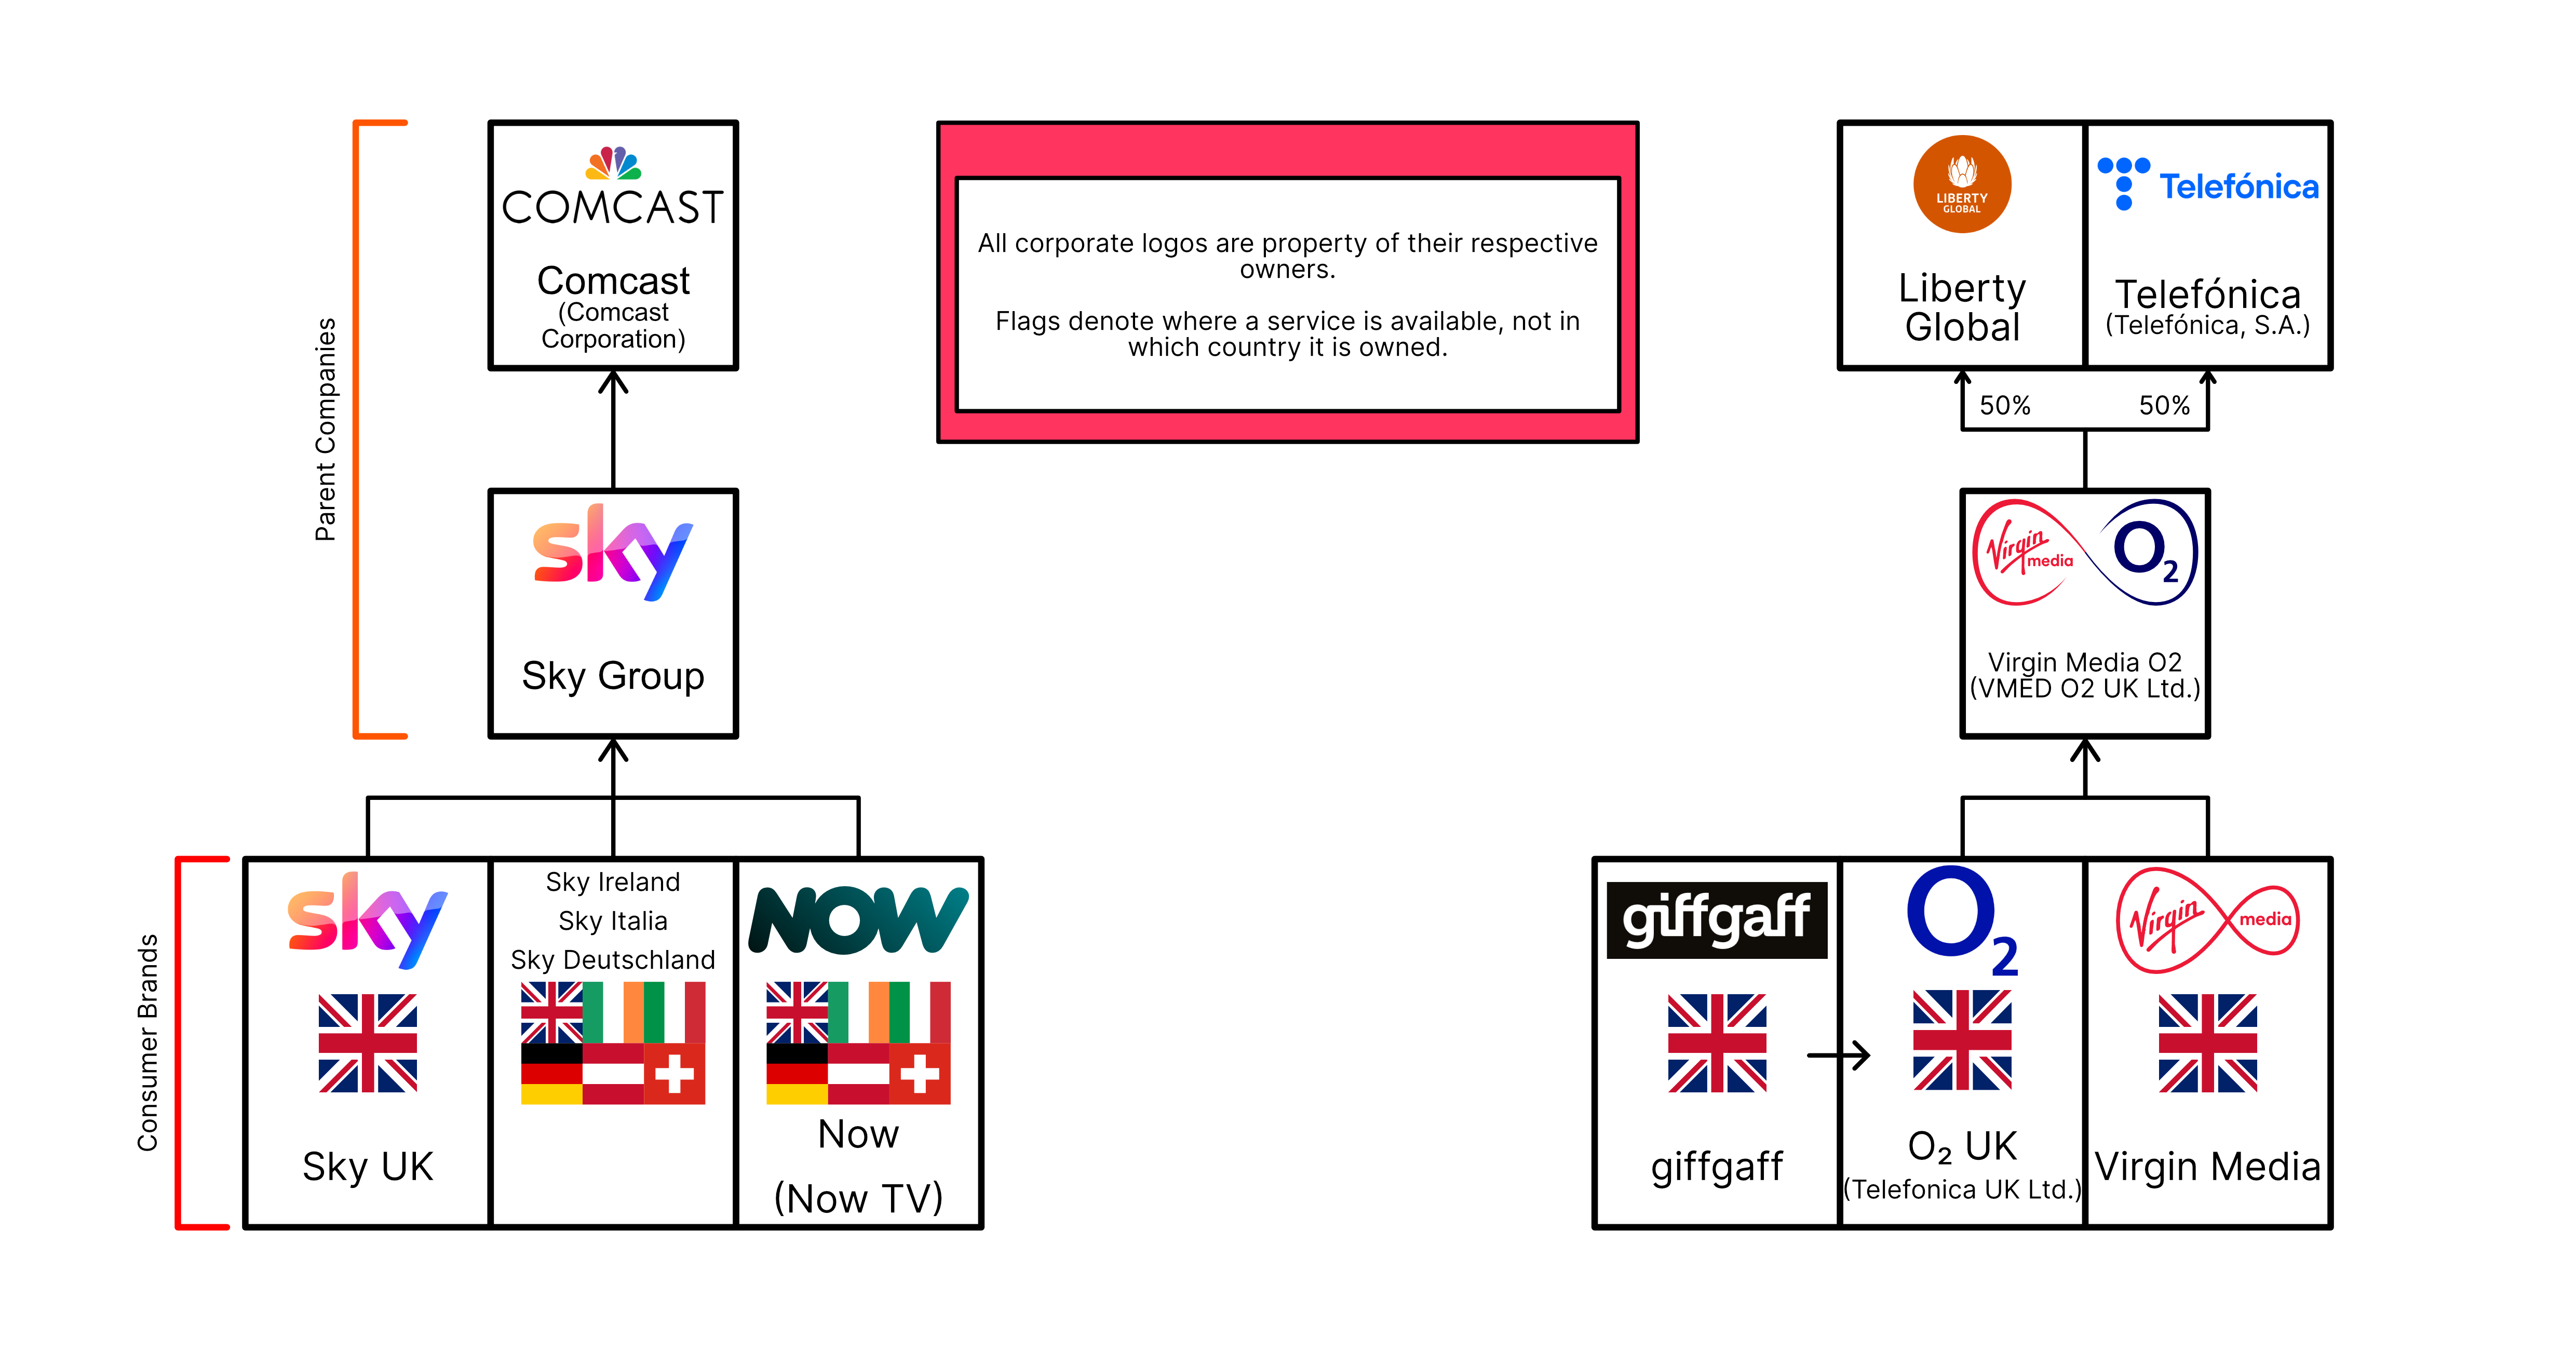 COMCAST
Comcast
(Comcast
Corporation)
Parent Companies
sky
Sky Group
All corporate logos are property of their respective
owners.
Flags denote where a service is available, not in
which country it is owned.
LIBERTY
GLOBAL
Liberty
Global
Telefónica
Telefónica
(Telefónica, S.A.)
50%
50%
Virgin
media
O2
Virgin Media O2
(VMED O2 UK Ltd.)
Consumer Brands
sky
Sky UK
Sky Ireland
Sky Italia
Sky Deutschland
NOW
Now
(Now TV)
giffgaff
giffgaff
O2
O₂ UK
(Telefonica UK Ltd.)
Virgin media
Virgin Media